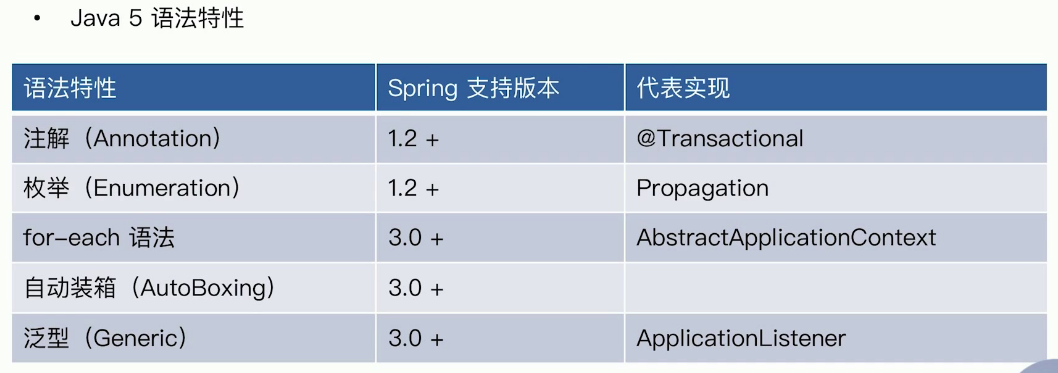 • Java 5 语法特性
语法特性 Spring 支持版本 代表实现
注解（Annotation） 1.2 + @Transactional
枚举（Enumeration） 1.2 + Propagation
for-each 语法 3.0 + AbstractApplicationContext
自动装箱（AutoBoxing） 3.0 +
泛型（Generic） 3.0 + ApplicationListener